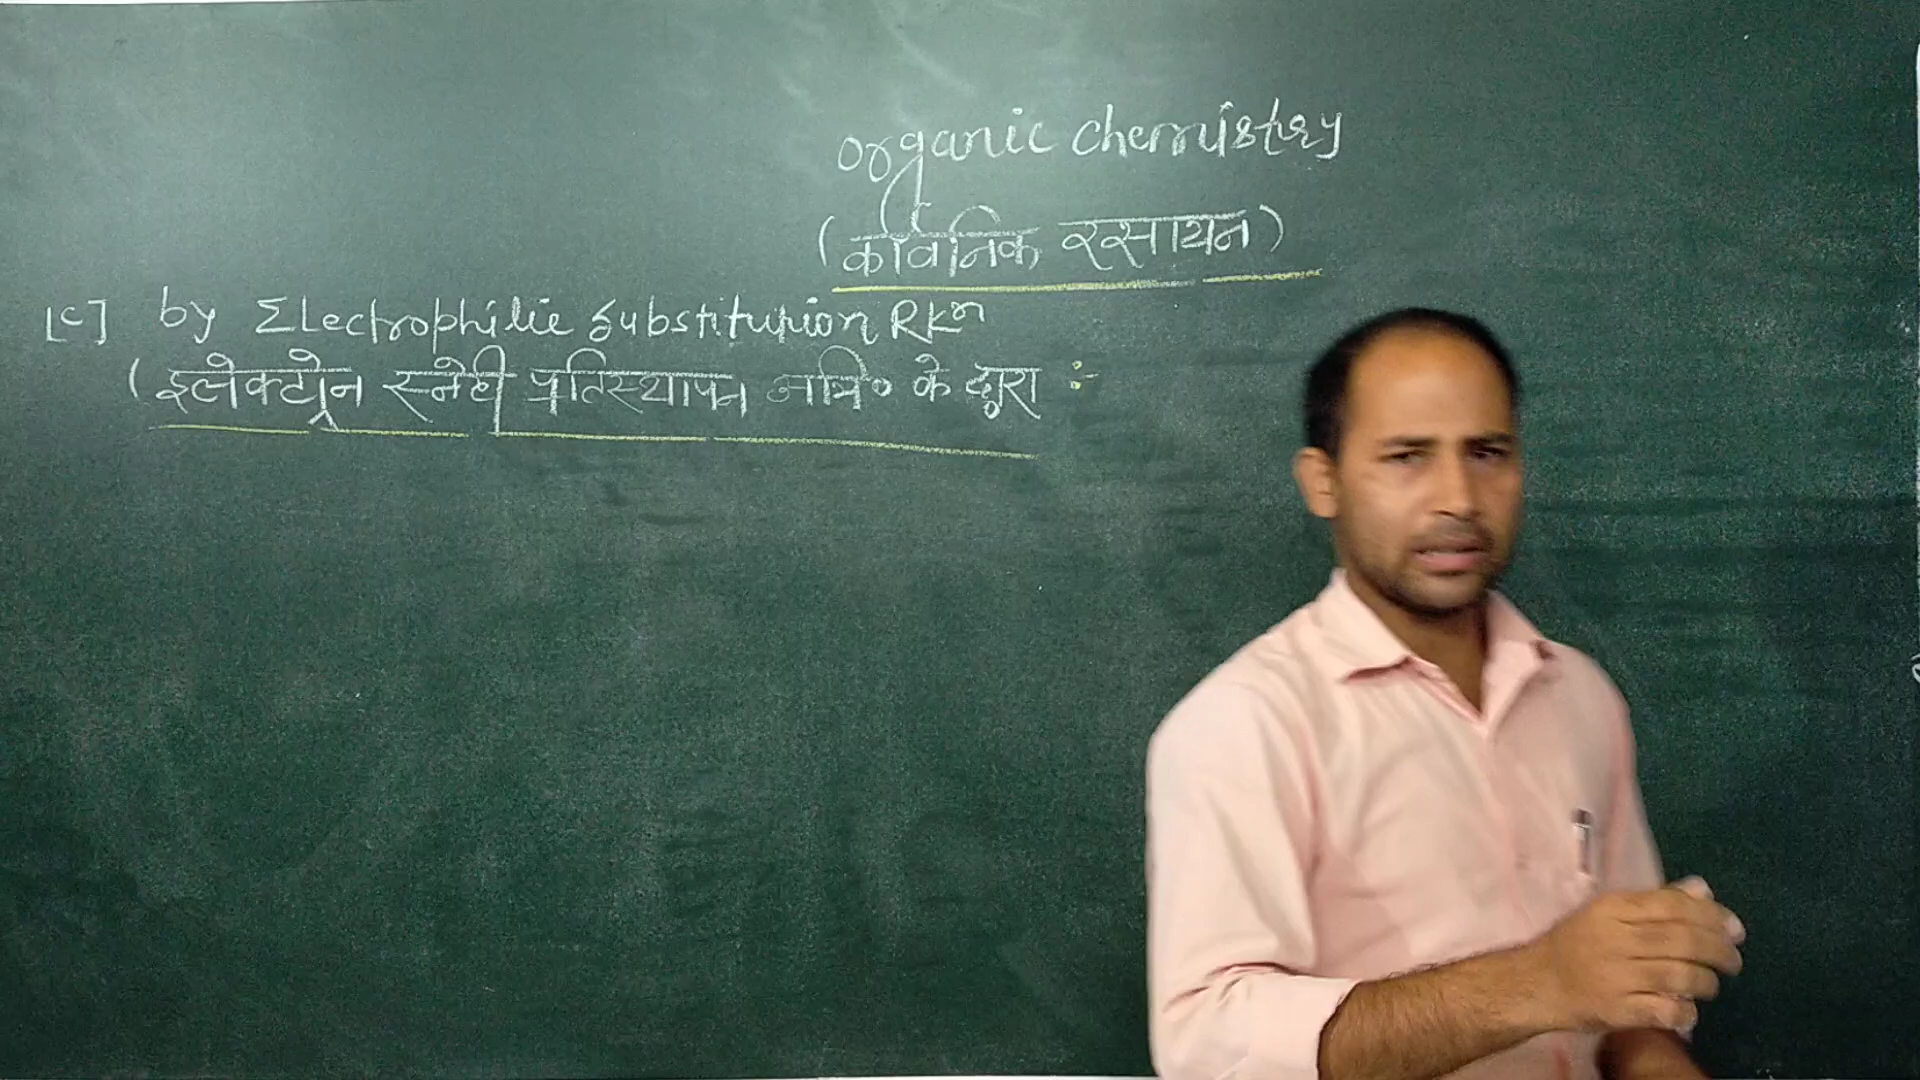 Organic chemistry
(कार्बनिक रसायन)
[C] by Electrophilic Substitution Rkn
(इलेक्ट्रोन स्नेही प्रतिस्थापन अभि० के द्वारा :-